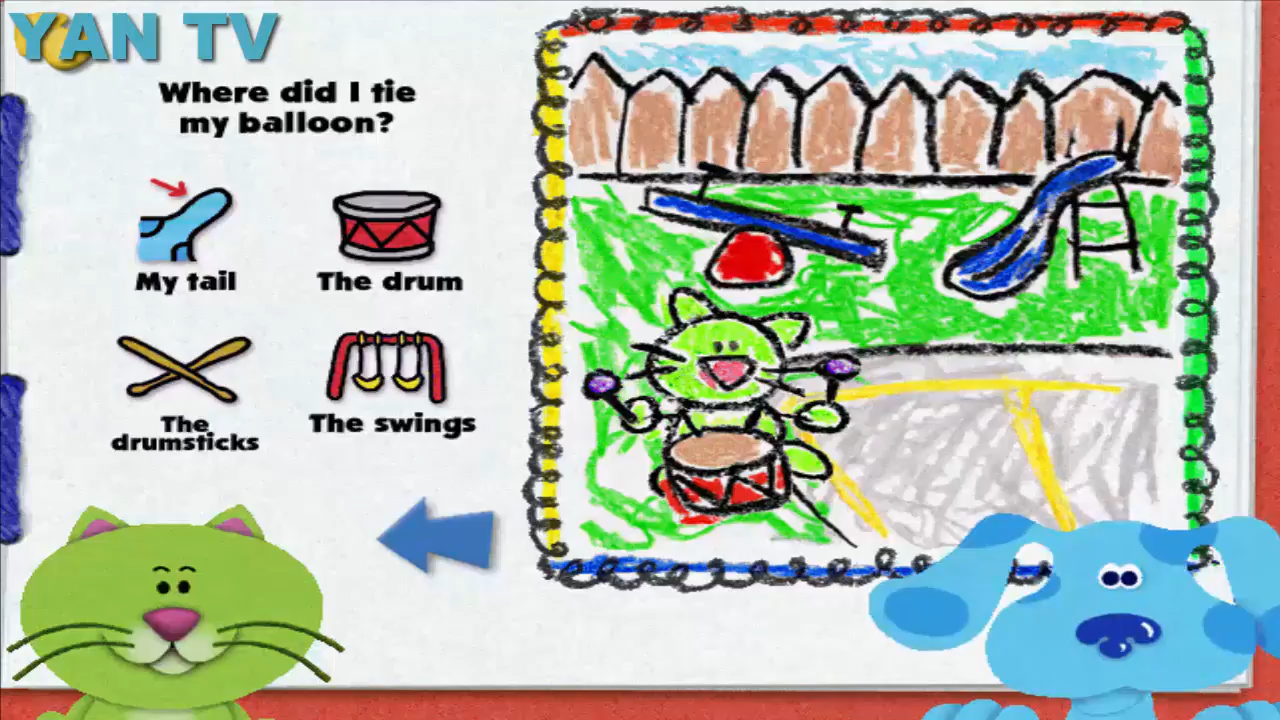 YAN TV
Where did I tie
my balloon?
My tail
The drum
The
drumsticks
The swings